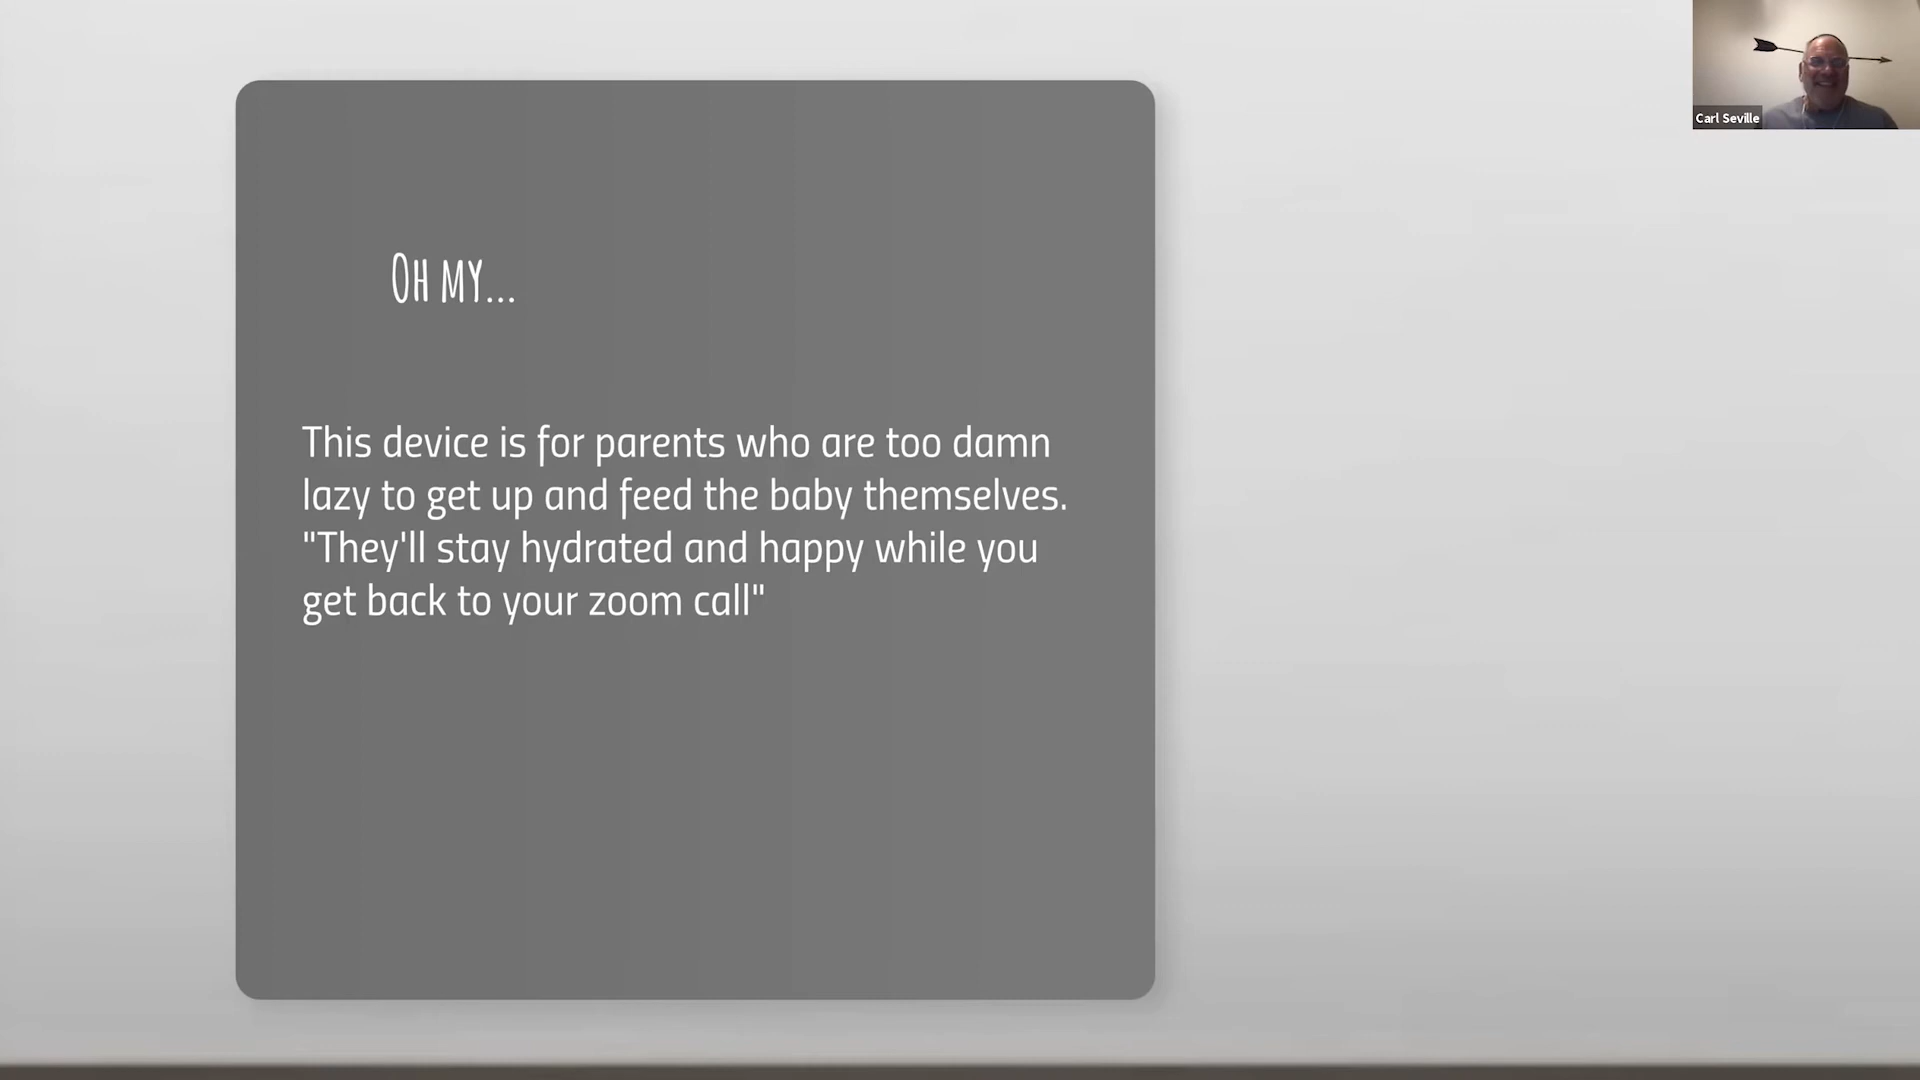 Carl Seville
Oh my...
This device is for parents who are too damn
lazy to get up and feed the baby themselves.
"They'll stay hydrated and happy while you
get back to your zoom call"